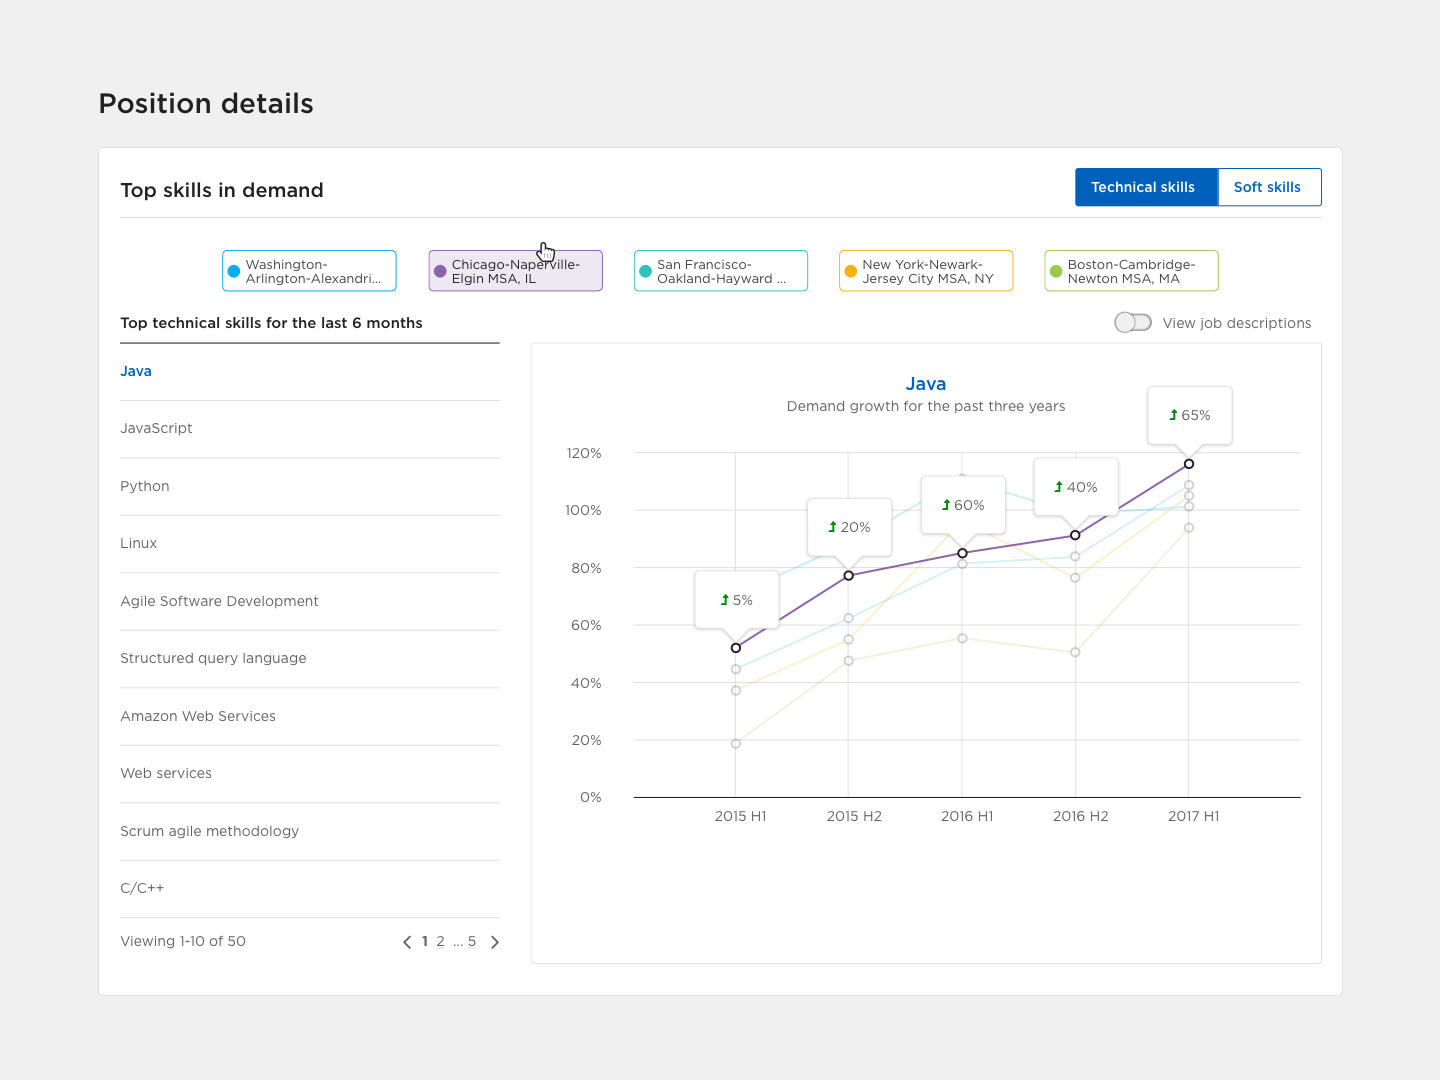 Position details
Top skills in demand
Technical skills
Soft skills
Washington-
Arlington-Alexandri...
Chicago-Naperville-
Elgin MSA, IL
San Francisco-
Oakland-Hayward ...
New York-Newark-
Jersey City MSA, NY
Boston-Cambridge-
Newton MSA, MA
Top technical skills for the last 6 months
View job descriptions
Java
JavaScript
Python
Linux
Agile Software Development
Structured query language
Amazon Web Services
Web services
Scrum agile methodology
C/C++
Viewing 1-10 of 50
1 2 ... 5
Java
Demand growth for the past three years
65%
40%
60%
20%
5%
120%
100%
80%
60%
40%
20%
0%
2015 H1
2015 H2
2016 H1
2016 H2
2017 H1